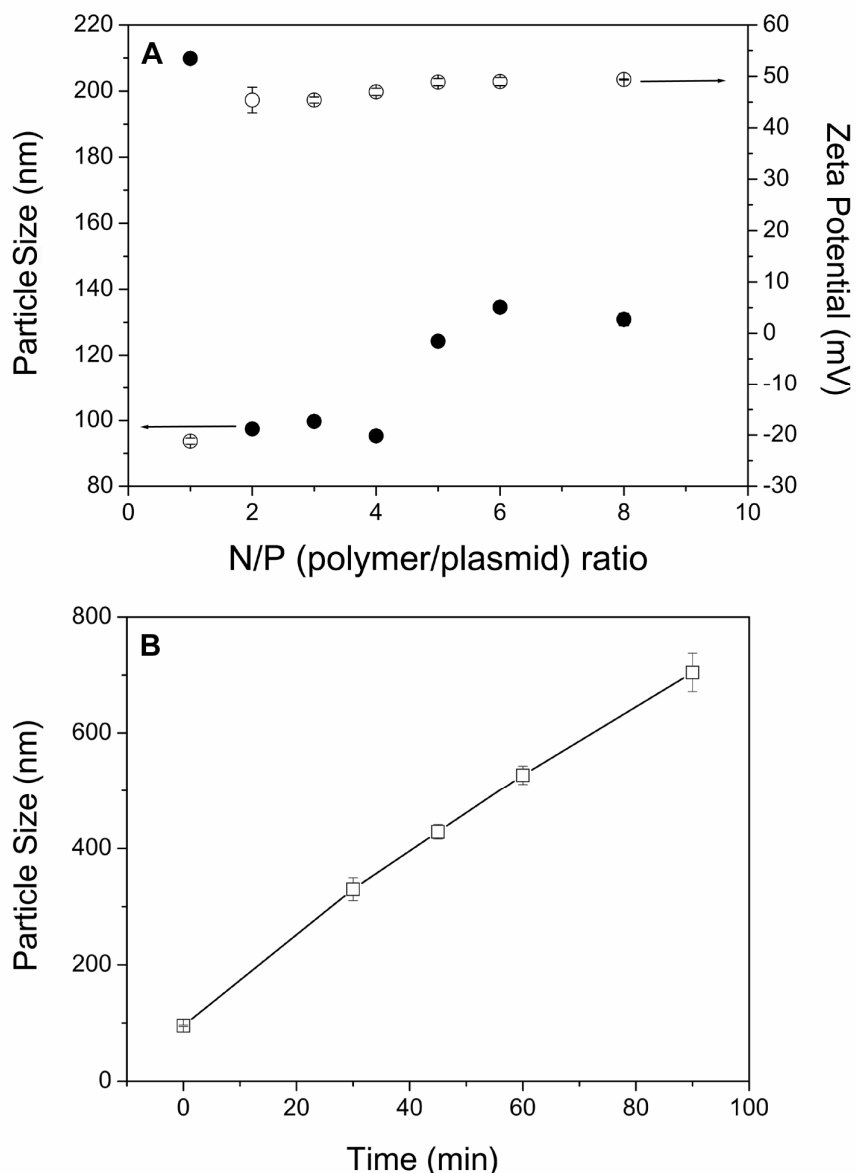 A
220
200
180
160
140
120
100
80
Particle Size (nm)
60
50
40
30
20
10
0
-10
-20
-30
Zeta Potential (mV)
0 2 4 6 8 10
N/P (polymer/plasmid) ratio
B
800
600
400
200
0
Particle Size (nm)
0 20 40 60 80 100
Time (min)